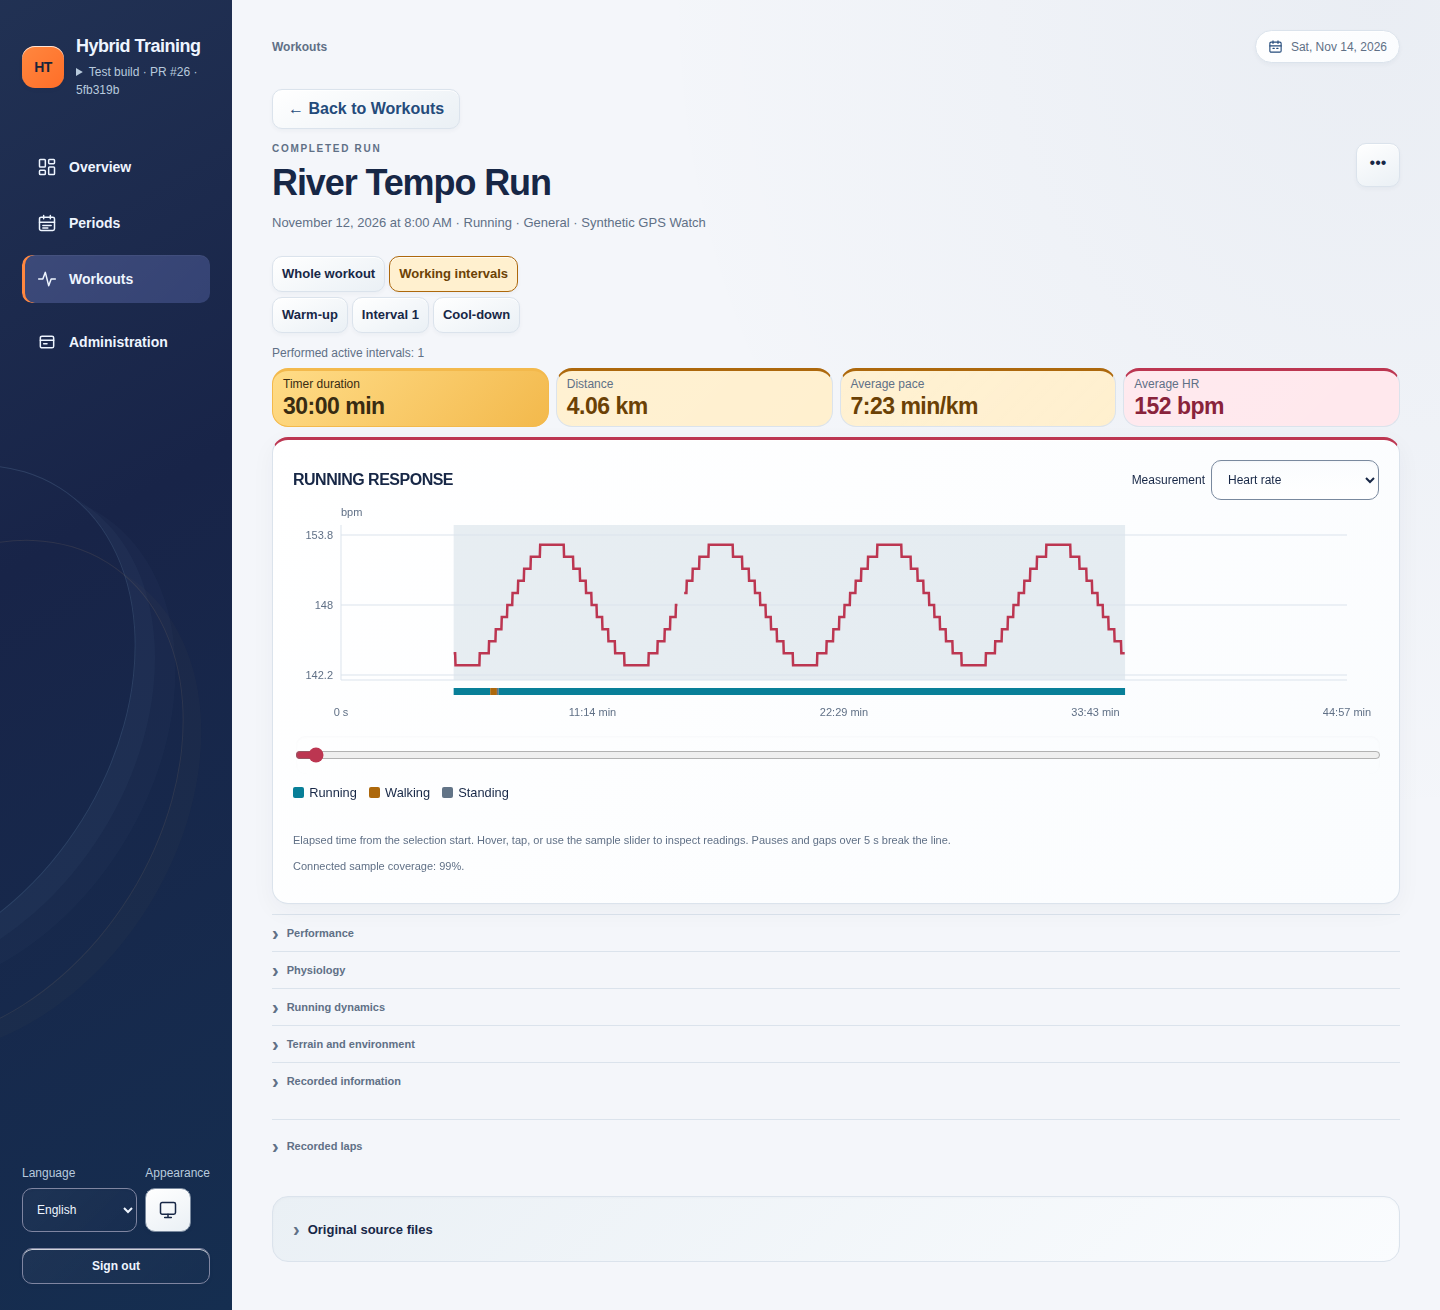 HT
Hybrid Training
Test build · PR #26 ·
5fb319b
Overview
Periods
Workouts
Administration
Language
Appearance
English
Sign out
Workouts
Sat, Nov 14, 2026
← Back to Workouts
COMPLETED RUN
•••
River Tempo Run
November 12, 2026 at 8:00 AM · Running · General · Synthetic GPS Watch
Whole workout
Working intervals
Warm-up
Interval 1
Cool-down
Performed active intervals: 1
Timer duration
30:00 min
Distance
4.06 km
Average pace
7:23 min/km
Average HR
152 bpm
RUNNING RESPONSE
Measurement
Heart rate
bpm
153.8
148
142.2
0 s
11:14 min
22:29 min
33:43 min
44:57 min
Running
Walking
Standing
Elapsed time from the selection start. Hover, tap, or use the sample slider to inspect readings. Pauses and gaps over 5 s break the line.
Connected sample coverage: 99%.
Performance
Physiology
Running dynamics
Terrain and environment
Recorded information
Recorded laps
Original source files